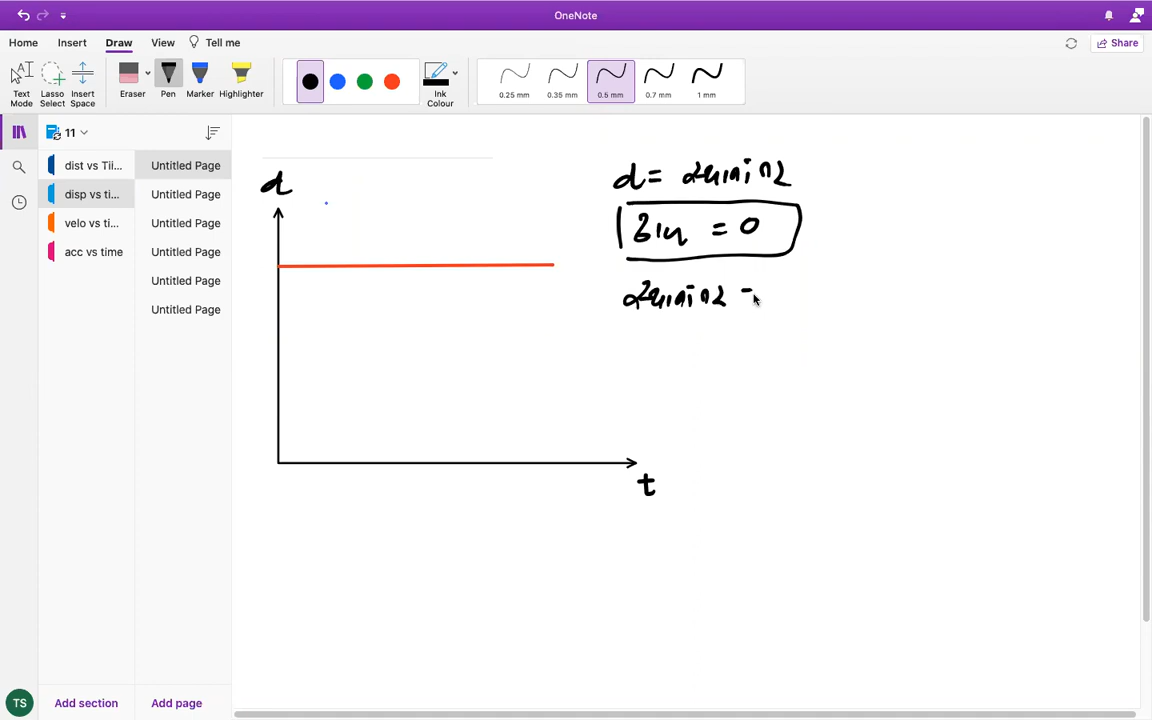 OneNote
Home Insert Draw View Tell me
Share
Text Mode
Lasso Select
Insert Space
Eraser
Pen
Marker
Highlighter
Ink Colour
0.25 mm
0.35 mm
0.5 mm
0.7 mm
1 mm
11
dist vs Tii...
disp vs ti...
velo vs ti...
acc vs time
Untitled Page
Untitled Page
Untitled Page
Untitled Page
Untitled Page
Untitled Page
d
t
d =
= 0
TS
Add section
Add page